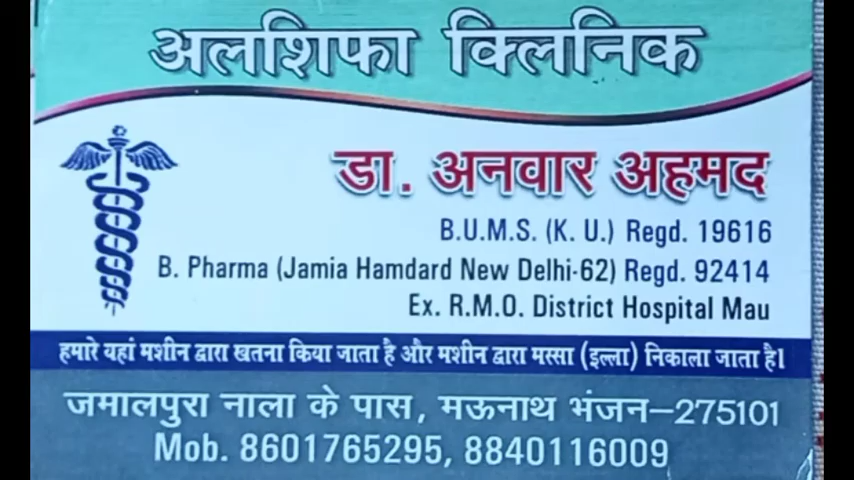 अलशिफा क्लिनिक
डा. अनवार अहमद
B.U.M.S. (K. U.) Regd. 19616
B. Pharma (Jamia Hamdard New Delhi-62) Regd. 92414
Ex. R.M.O. District Hospital Mau
हमारे यहां मशीन द्वारा खतना किया जाता है और मशीन द्वारा मस्सा (इल्ला) निकाला जाता है।
जमालपुरा नाला के पास, मऊनाथ भंजन–275101
Mob. 8601765295, 8840116009